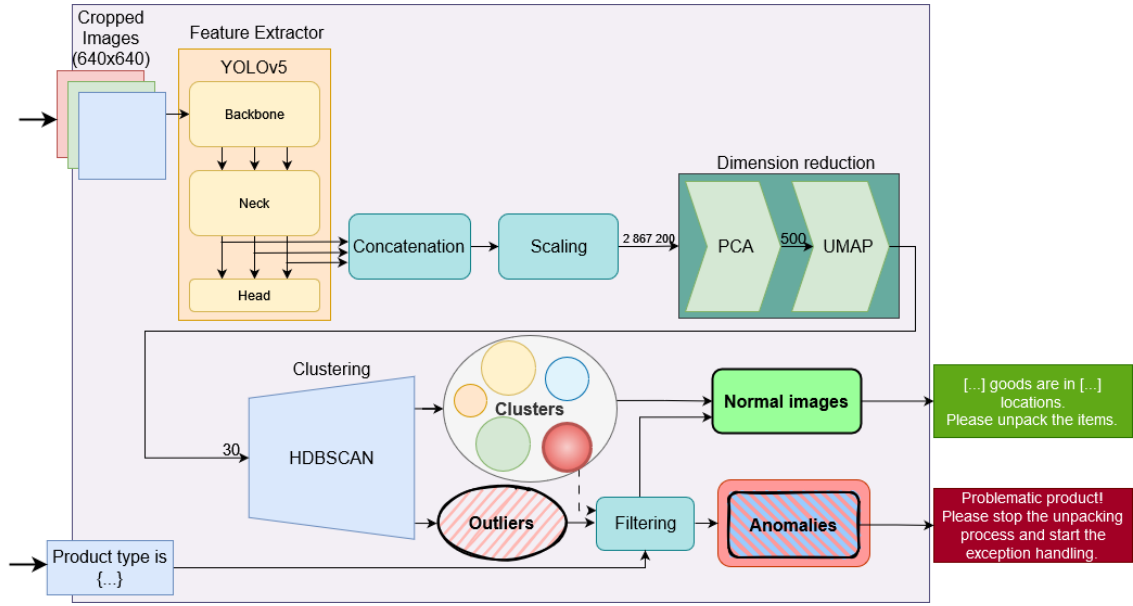 Cropped
Images
(640x640)
Feature Extractor
YOLOv5
Backbone
Neck
Head
Concatenation
Scaling
2 867 200
Dimension reduction
PCA
500
UMAP
Clustering
30
HDBSCAN
Clusters
Outliers
Filtering
Normal images
Anomalies
[...] goods are in [...]
locations.
Please unpack the items.
Problematic product!
Please stop the unpacking
process and start the
exception handling.
Product type is
{...}